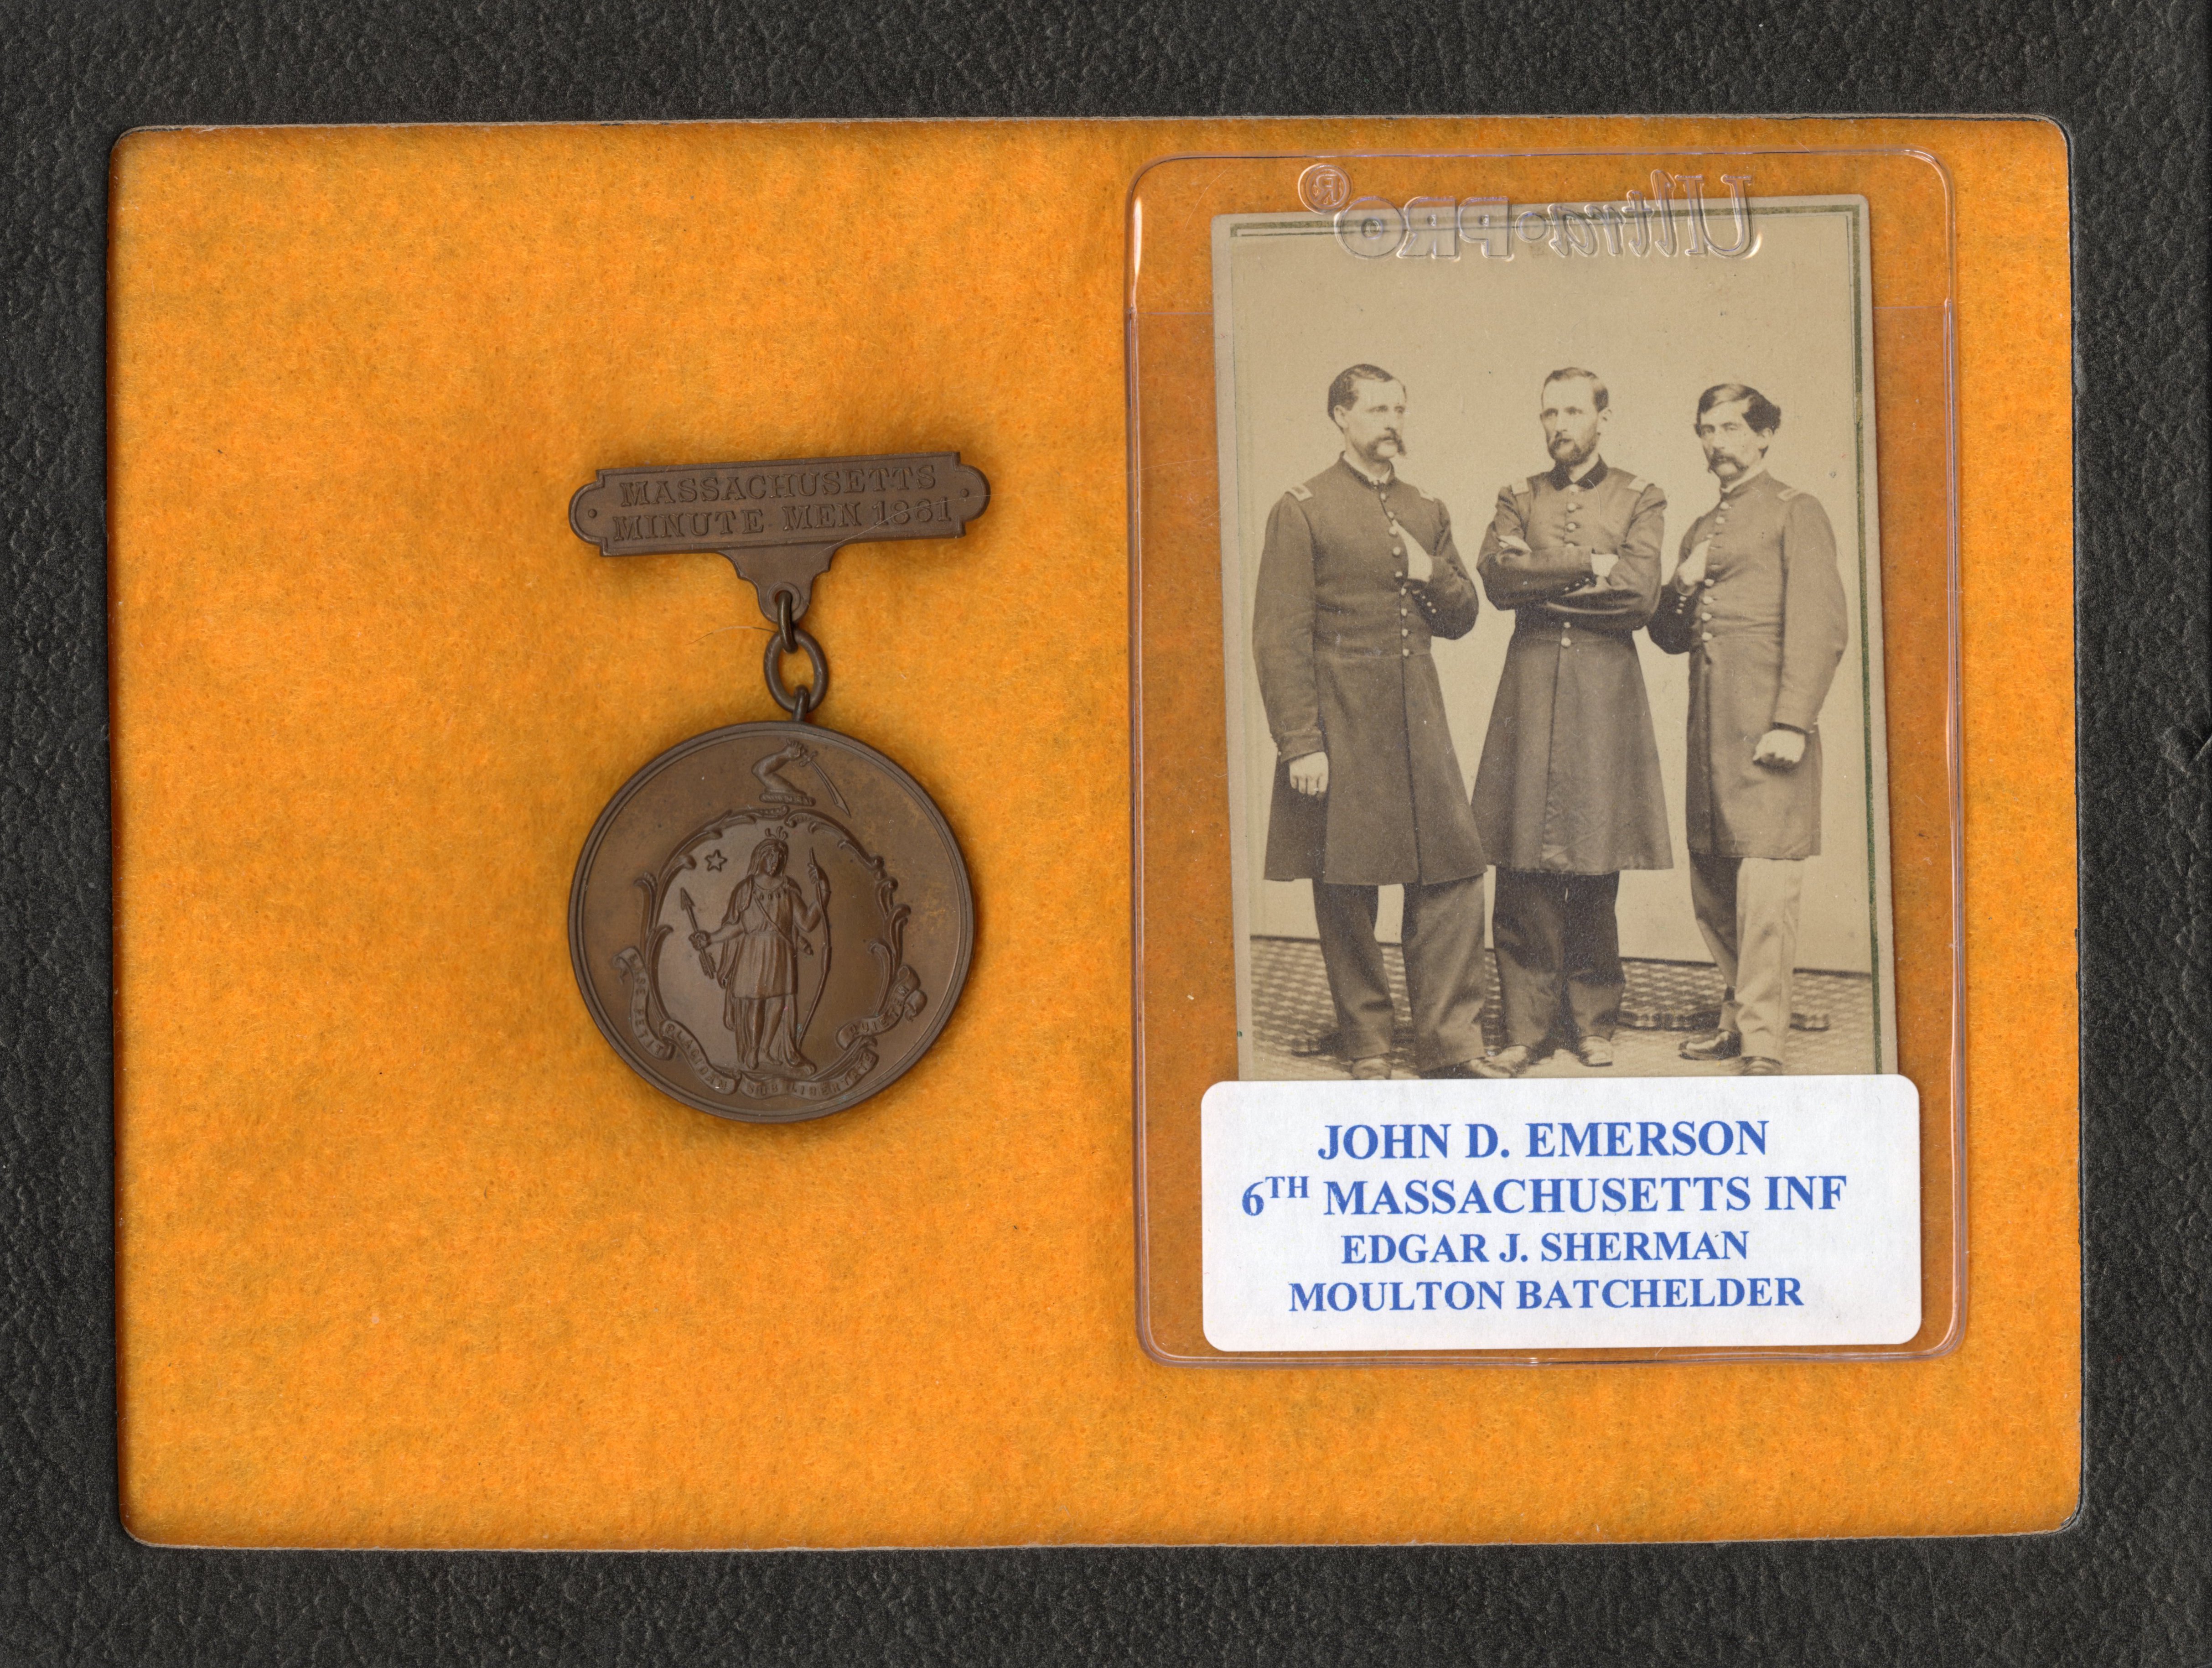 MASSACHUSETTS
MINUTE MEN 1861
Ultra•PRO®
JOHN D. EMERSON
6TH MASSACHUSETTS INF
EDGAR J. SHERMAN
MOULTON BATCHELDER